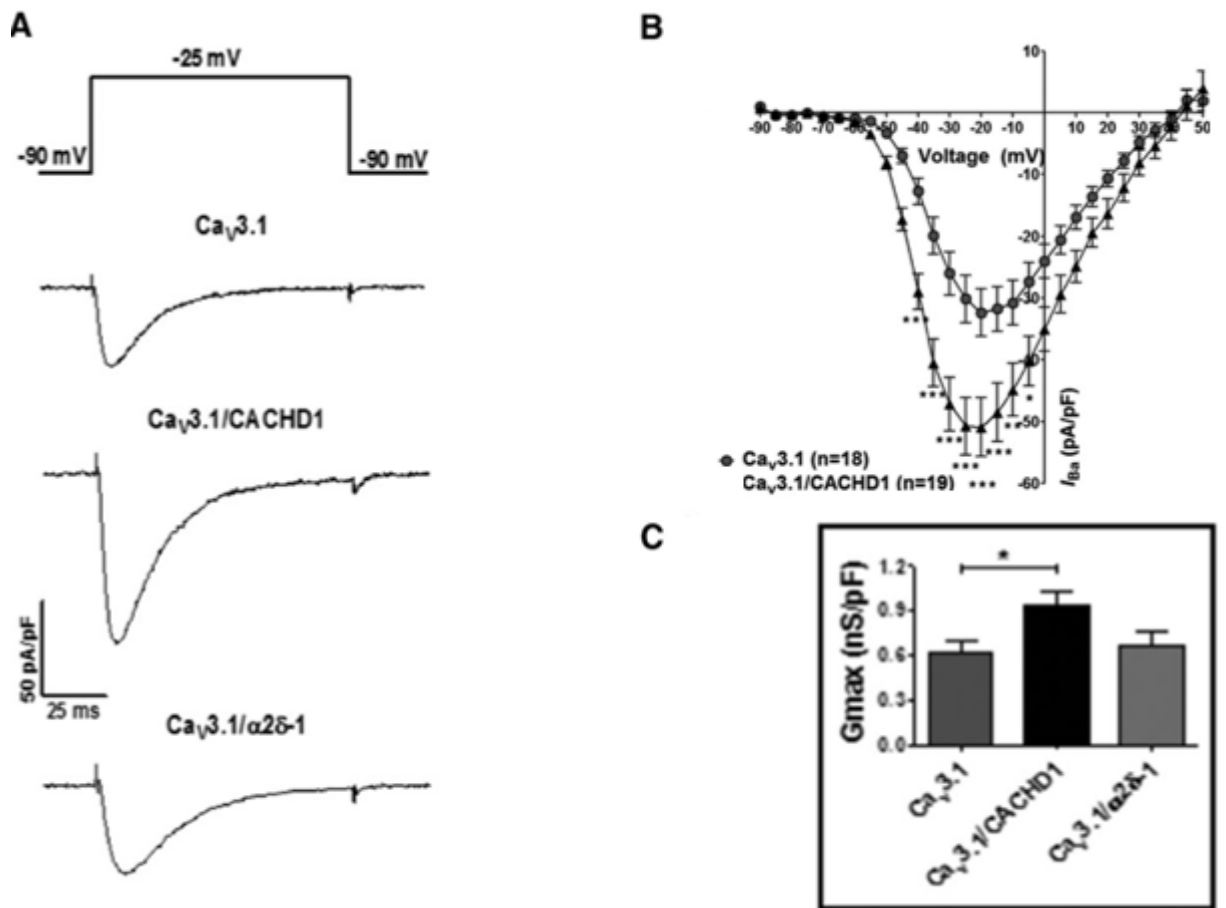 A
-25 mV
-90 mV
-90 mV
CaV3.1
CaV3.1/CACHD1
50 pA/pF
25 ms
CaV3.1/α2δ-1
B
10
-90 -80 -70 -60 -50 -40 -30 -20 -10 10 20 30 40 50
Voltage (mV)
-10
-20
-30
-40
-50
-60
IBa (pA/pF)
***
***
***
***
***
***
**
*
Cav3.1 (n=18)
Cav3.1/CACHD1 (n=19)
C
*
Gmax (nS/pF)
1.2
0.9
0.6
0.3
0.0
Cav3.1
Cav3.1/CACHD1
Cav3.1/α2δ-1